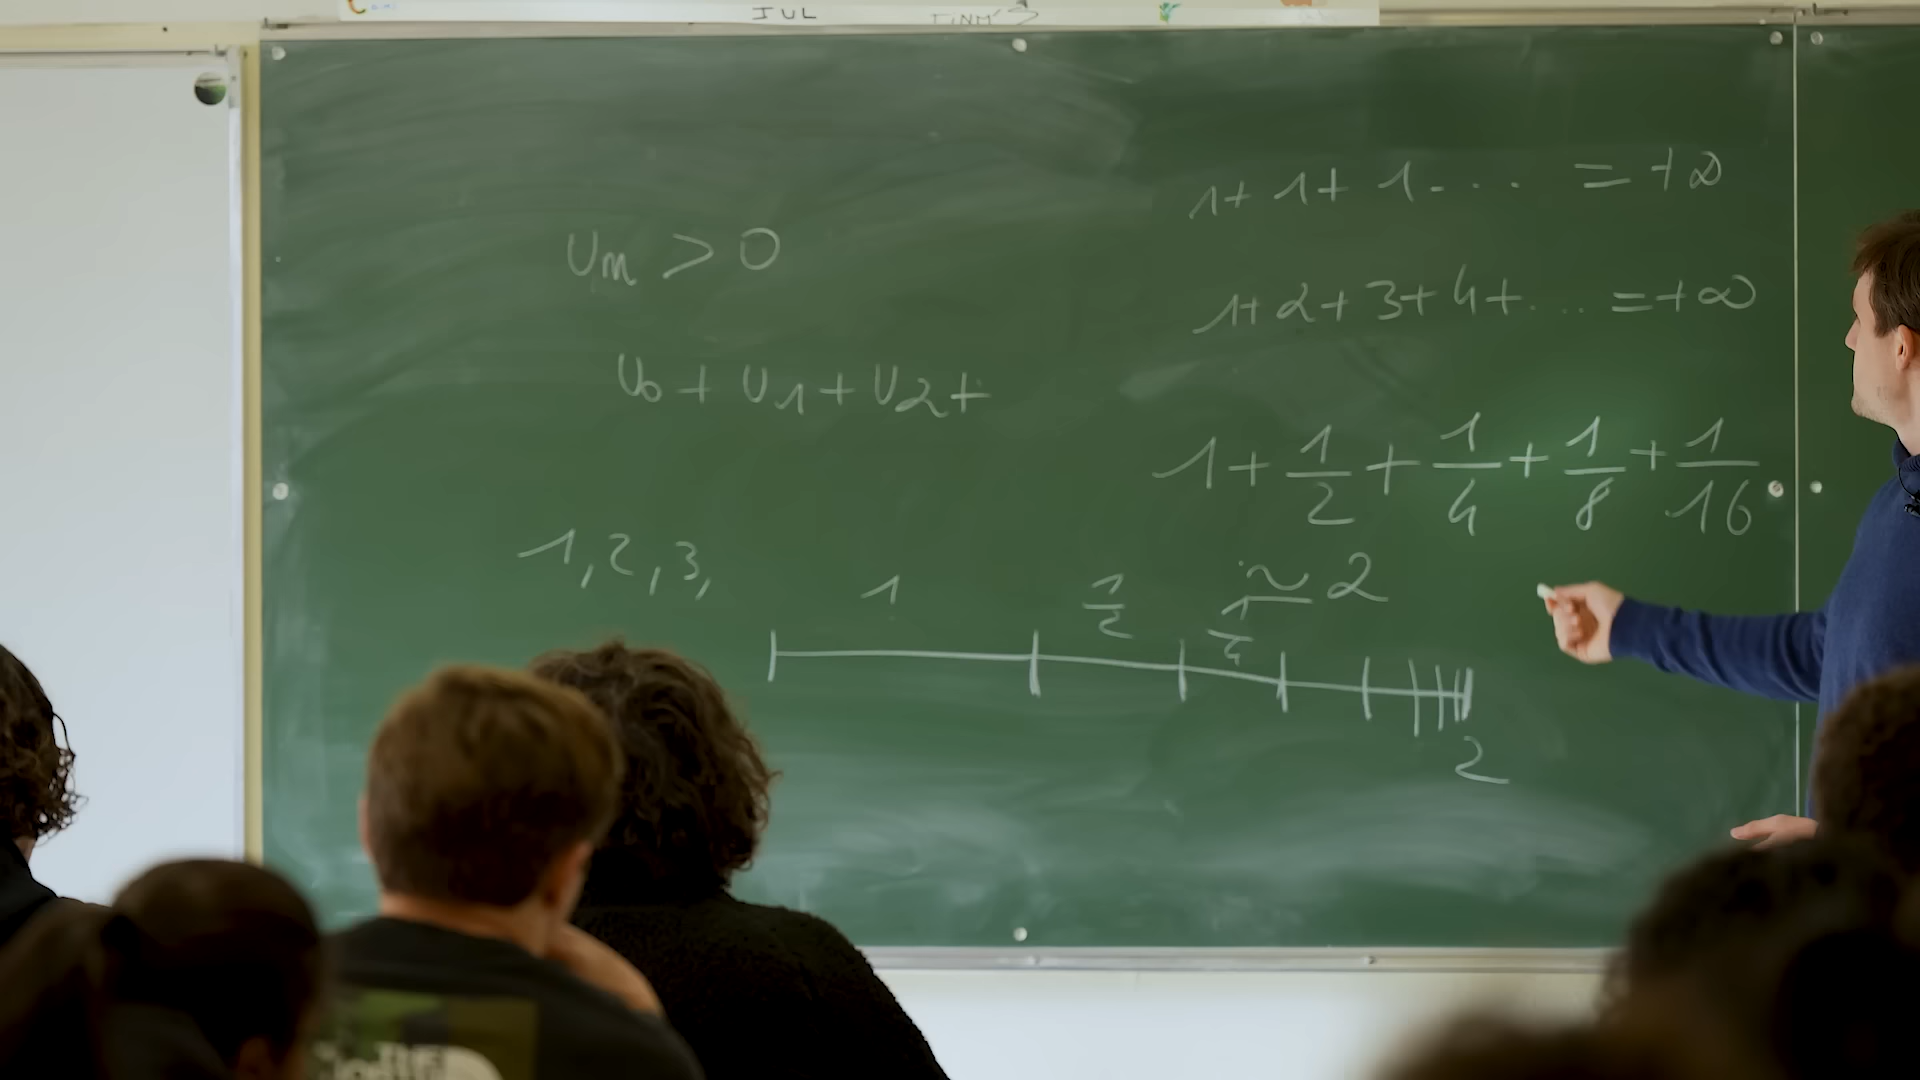 JUL
Un > 0
U0 + U1 + U2 +
1, 2, 3,
1+ 1+ 1- ... = +∞
1+2+3+4+... = +∞
1 + 1/2 + 1/4 + 1/8 + 1/16
≈ 2
1 1/2 1/4
2